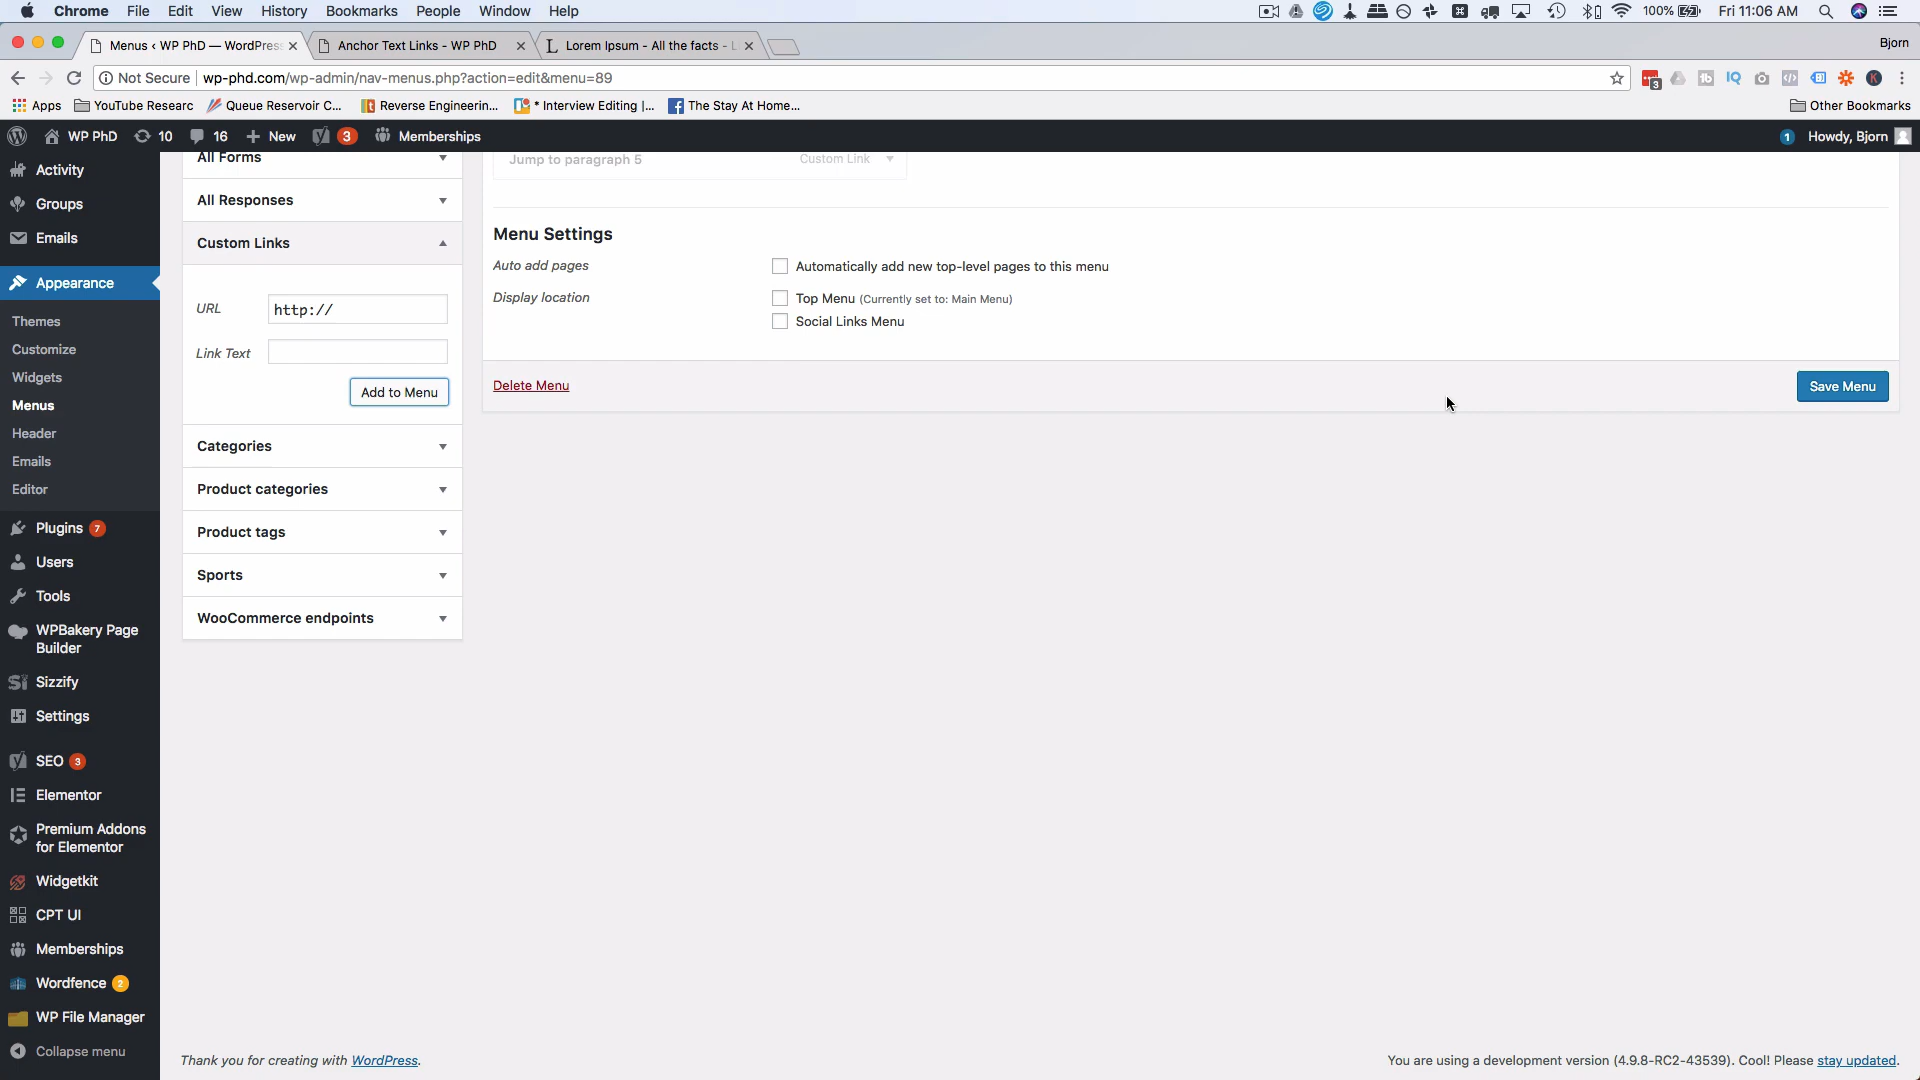 Chrome File Edit View History Bookmarks People Window Help 100% Fri 11:06 AM
Menus ‹ WP PhD — WordPress Anchor Text Links - WP PhD Lorem Ipsum - All the facts - Bjorn
Not Secure wp-phd.com/wp-admin/nav-menus.php?action=edit&menu=89
Apps YouTube Researc Queue Reservoir C... Reverse Engineerin... * Interview Editing |... The Stay At Home... Other Bookmarks
WP PhD 10 16 New 3 Memberships 1 Howdy, Bjorn
Activity
Groups
Emails
Appearance
Themes
Customize
Widgets
Menus
Header
Emails
Editor
Plugins 7
Users
Tools
WPBakery Page
Builder
Sizzify
Settings
SEO 3
Elementor
Premium Addons
for Elementor
Widgetkit
CPT UI
Memberships
Wordfence 2
WP File Manager
Collapse menu
All Forms
All Responses
Custom Links
URL http://
Link Text
Add to Menu
Categories
Product categories
Product tags
Sports
WooCommerce endpoints
Jump to paragraph 5 Custom Link
Menu Settings
Auto add pages Automatically add new top-level pages to this menu
Display location Top Menu (Currently set to: Main Menu)
Social Links Menu
Delete Menu Save Menu
Thank you for creating with WordPress. You are using a development version (4.9.8-RC2-43539). Cool! Please stay updated.